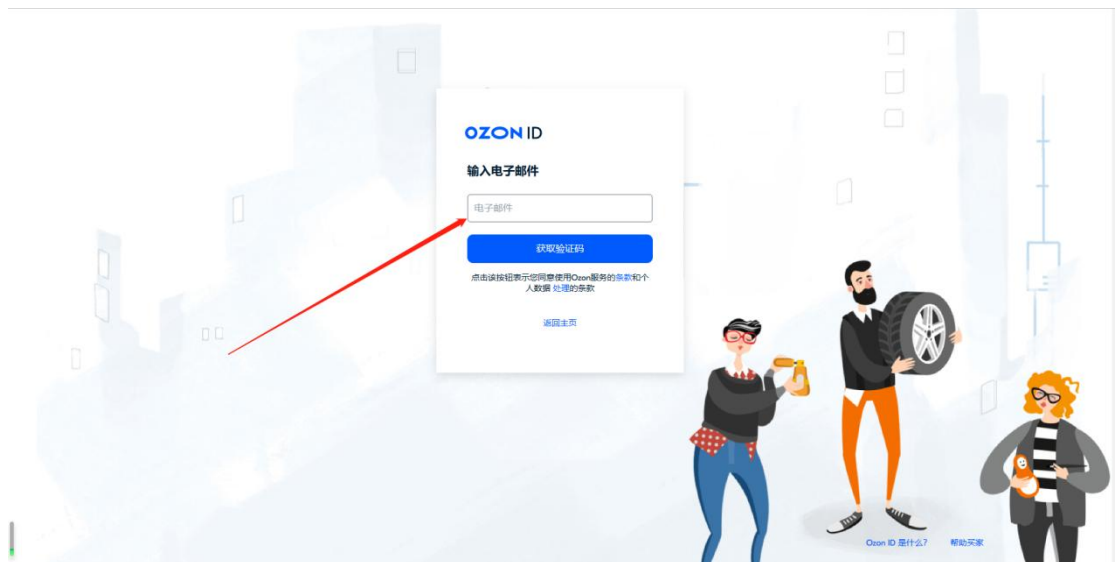 OZON ID
输入电子邮件
电子邮件
获取验证码
点击该按钮表示您同意使用Ozon服务的条款和个
人数据 处理的条款
返回主页
Ozon ID 是什么? 帮助买家